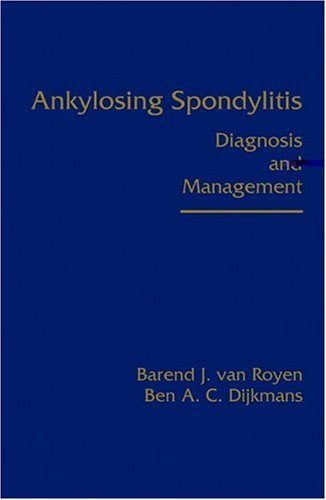 Ankylosing Spondylitis
Diagnosis
and
Management
Barend J. van Royen
Ben A. C. Dijkmans